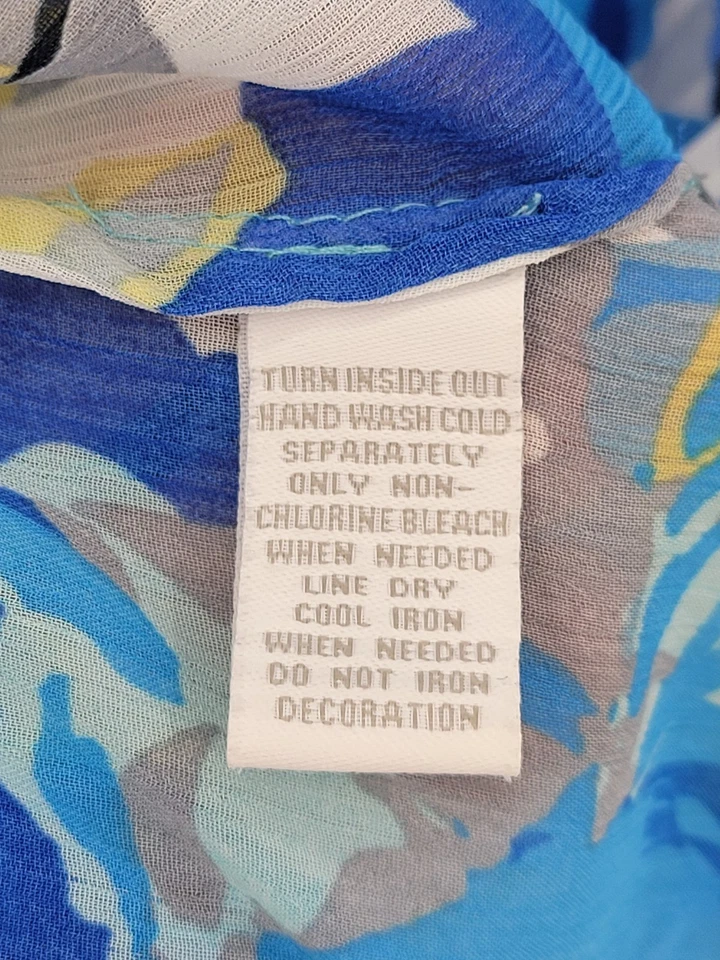 TURN INSIDE OUT
HAND WASH COLD
SEPARATELY
ONLY NON-
CHLORINE BLEACH
WHEN NEEDED
LINE DRY
COOL IRON
WHEN NEEDED
DO NOT IRON
DECORATION